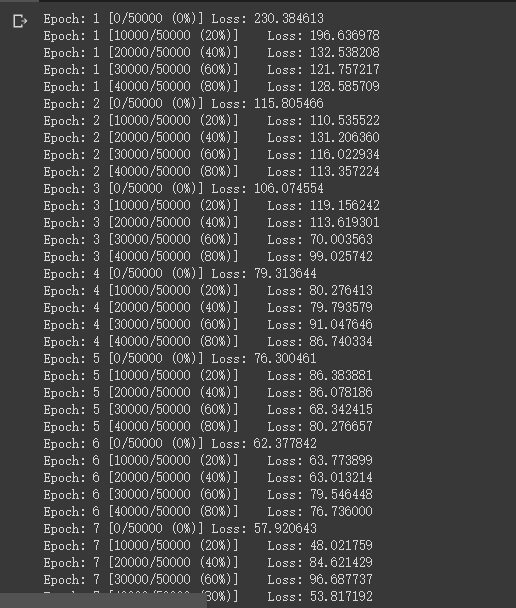 Epoch: 1 [0/50000 (0%)] Loss: 230.384613
Epoch: 1 [10000/50000 (20%)] Loss: 196.636978
Epoch: 1 [20000/50000 (40%)] Loss: 132.538208
Epoch: 1 [30000/50000 (60%)] Loss: 121.757217
Epoch: 1 [40000/50000 (80%)] Loss: 128.585709
Epoch: 2 [0/50000 (0%)] Loss: 115.805466
Epoch: 2 [10000/50000 (20%)] Loss: 110.535522
Epoch: 2 [20000/50000 (40%)] Loss: 131.206360
Epoch: 2 [30000/50000 (60%)] Loss: 116.022934
Epoch: 2 [40000/50000 (80%)] Loss: 113.357224
Epoch: 3 [0/50000 (0%)] Loss: 106.074554
Epoch: 3 [10000/50000 (20%)] Loss: 119.156242
Epoch: 3 [20000/50000 (40%)] Loss: 113.619301
Epoch: 3 [30000/50000 (60%)] Loss: 70.003563
Epoch: 3 [40000/50000 (80%)] Loss: 99.025742
Epoch: 4 [0/50000 (0%)] Loss: 79.313644
Epoch: 4 [10000/50000 (20%)] Loss: 80.276413
Epoch: 4 [20000/50000 (40%)] Loss: 79.793579
Epoch: 4 [30000/50000 (60%)] Loss: 91.047646
Epoch: 4 [40000/50000 (80%)] Loss: 86.740334
Epoch: 5 [0/50000 (0%)] Loss: 76.300461
Epoch: 5 [10000/50000 (20%)] Loss: 86.383881
Epoch: 5 [20000/50000 (40%)] Loss: 86.078186
Epoch: 5 [30000/50000 (60%)] Loss: 68.342415
Epoch: 5 [40000/50000 (80%)] Loss: 80.276657
Epoch: 6 [0/50000 (0%)] Loss: 62.377842
Epoch: 6 [10000/50000 (20%)] Loss: 63.773899
Epoch: 6 [20000/50000 (40%)] Loss: 63.013214
Epoch: 6 [30000/50000 (60%)] Loss: 79.546448
Epoch: 6 [40000/50000 (80%)] Loss: 76.736000
Epoch: 7 [0/50000 (0%)] Loss: 57.920643
Epoch: 7 [10000/50000 (20%)] Loss: 48.021759
Epoch: 7 [20000/50000 (40%)] Loss: 84.621429
Epoch: 7 [30000/50000 (60%)] Loss: 96.687737
Loss: 53.817192